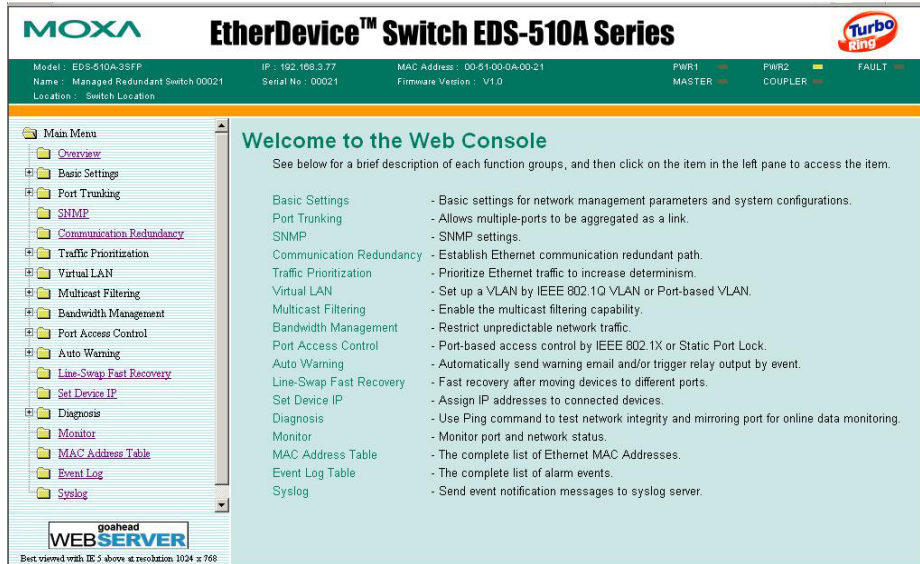 MOXA EtherDevice™ Switch EDS-510A Series Turbo Ring
Model : EDS-510A-3SFP IP : 192.168.3.77 MAC Address : 00-51-00-0A-00-21 PWR1 PWR2 FAULT
Name : Managed Redundant Switch 00021 Serial No : 00021 Firmware Version : V1.0 MASTER COUPLER
Location : Switch Location
Main Menu
Overview
Basic Settings
Port Trunking
SNMP
Communication Redundancy
Traffic Prioritization
Virtual LAN
Multicast Filtering
Bandwidth Management
Port Access Control
Auto Warning
Line-Swap Fast Recovery
Set Device IP
Diagnosis
Monitor
MAC Address Table
Event Log
Syslog
goahead
WEBSERVER
Best viewed with IE 5 above at resolution 1024 x 768
Welcome to the Web Console
See below for a brief description of each function groups, and then click on the item in the left pane to access the item.
Basic Settings - Basic settings for network management parameters and system configurations.
Port Trunking - Allows multiple-ports to be aggregated as a link.
SNMP - SNMP settings.
Communication Redundancy - Establish Ethernet communication redundant path.
Traffic Prioritization - Prioritize Ethernet traffic to increase determinism.
Virtual LAN - Set up a VLAN by IEEE 802.1Q VLAN or Port-based VLAN.
Multicast Filtering - Enable the multicast filtering capability.
Bandwidth Management - Restrict unpredictable network traffic.
Port Access Control - Port-based access control by IEEE 802.1X or Static Port Lock.
Auto Warning - Automatically send warning email and/or trigger relay output by event.
Line-Swap Fast Recovery - Fast recovery after moving devices to different ports.
Set Device IP - Assign IP addresses to connected devices.
Diagnosis - Use Ping command to test network integrity and mirroring port for online data monitoring.
Monitor - Monitor port and network status.
MAC Address Table - The complete list of Ethernet MAC Addresses.
Event Log Table - The complete list of alarm events.
Syslog - Send event notification messages to syslog server.